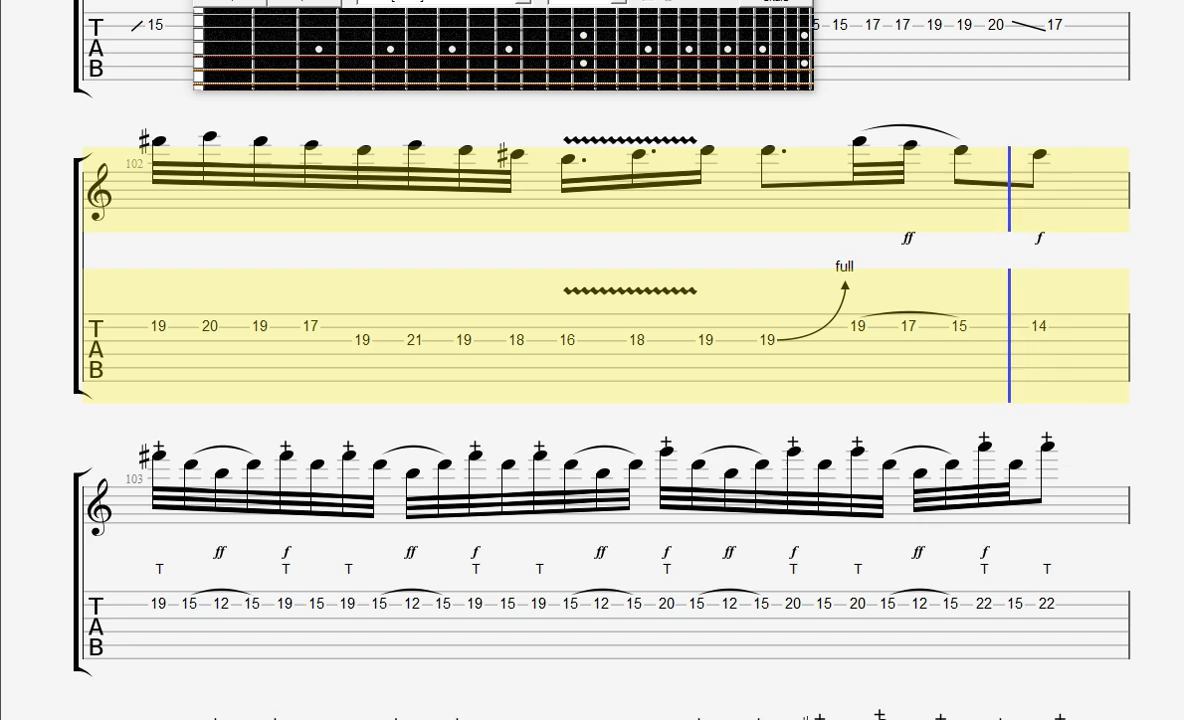 T 15 5 15 17 17 19 19 20 17
A
B
102
ff f
full
T 19 20 19 17 19 17 15 14
A 19 21 19 18 16 18 19 19
B
103
ff f ff f ff f ff f ff f
T T T T T T T T T T
T 19 15 12 15 19 15 19 15 12 15 19 15 19 15 12 15 20 15 12 15 20 15 20 15 12 15 22 15 22
A
B